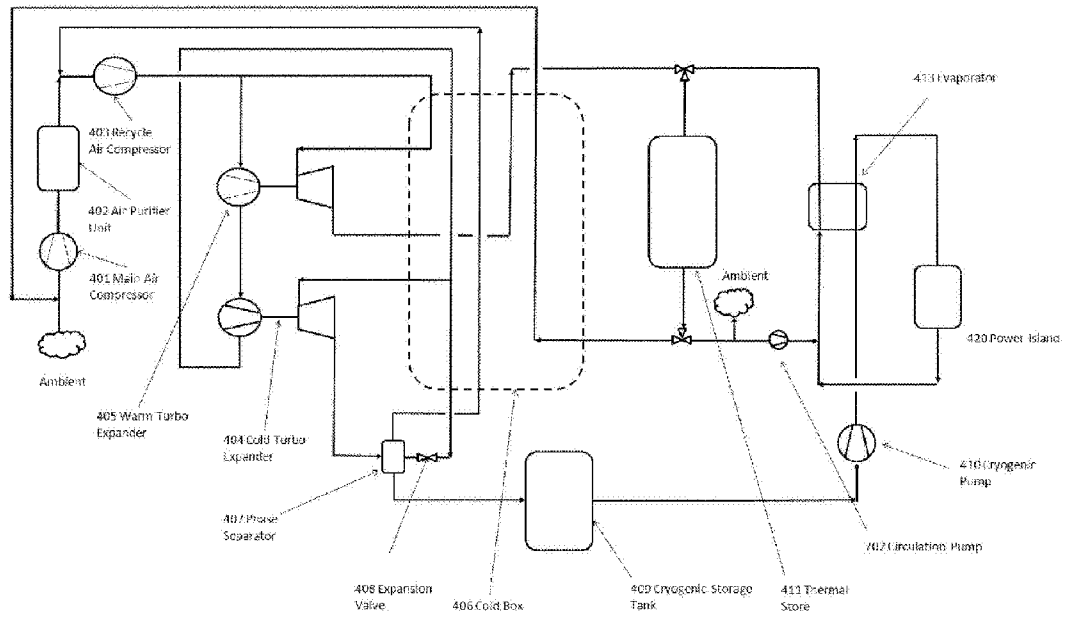 413 Evaporator
403 Recycle
Air Compressor
402 Air Purifier
Unit
401 Main Air
Compressor
Ambient
Ambient
420 Power Island
405 Warm Turbo
Expander
404 Cold Turbo
Expander
410 Cryogenic
Pump
407 Phase
Separator
702 Circulation Pump
408 Expansion
Valve
406 Cold Box
409 Cryogenic Storage
Tank
411 Thermal
Store